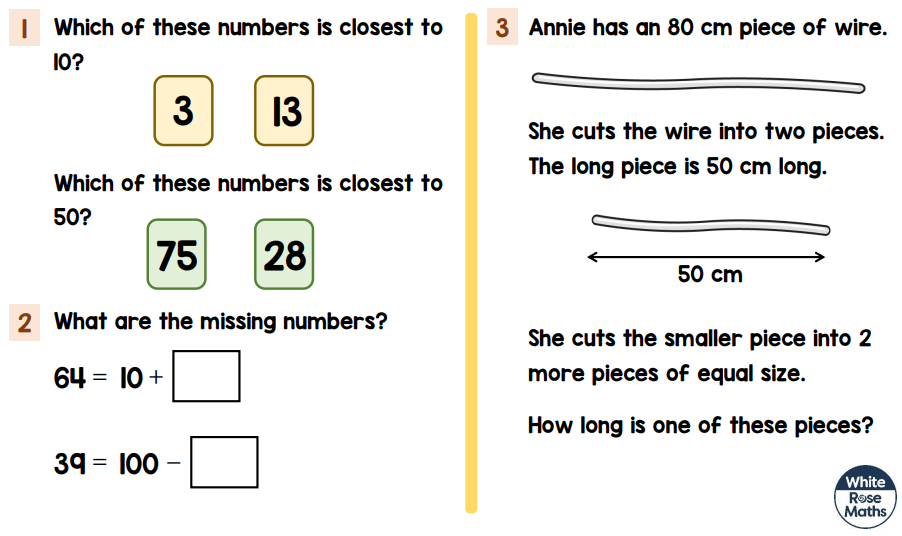 1 Which of these numbers is closest to
10?
3 13
Which of these numbers is closest to
50?
75 28
2 What are the missing numbers?
64 = 10 +
39 = 100 −
3 Annie has an 80 cm piece of wire.
She cuts the wire into two pieces.
The long piece is 50 cm long.
50 cm
She cuts the smaller piece into 2
more pieces of equal size.
How long is one of these pieces?
White
Rose
Maths